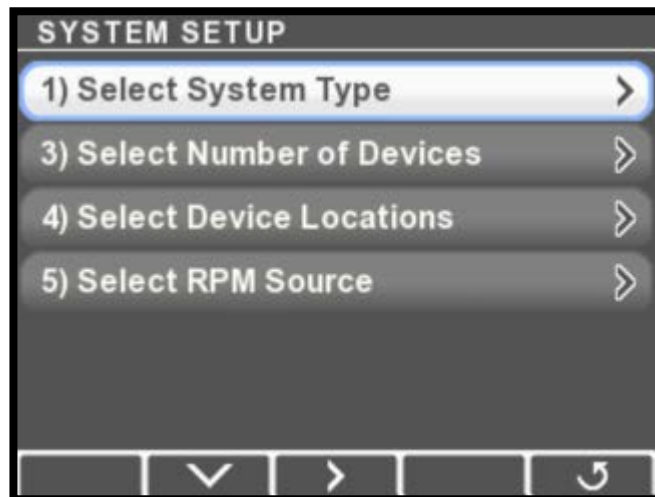 SYSTEM SETUP
1) Select System Type
3) Select Number of Devices
4) Select Device Locations
5) Select RPM Source